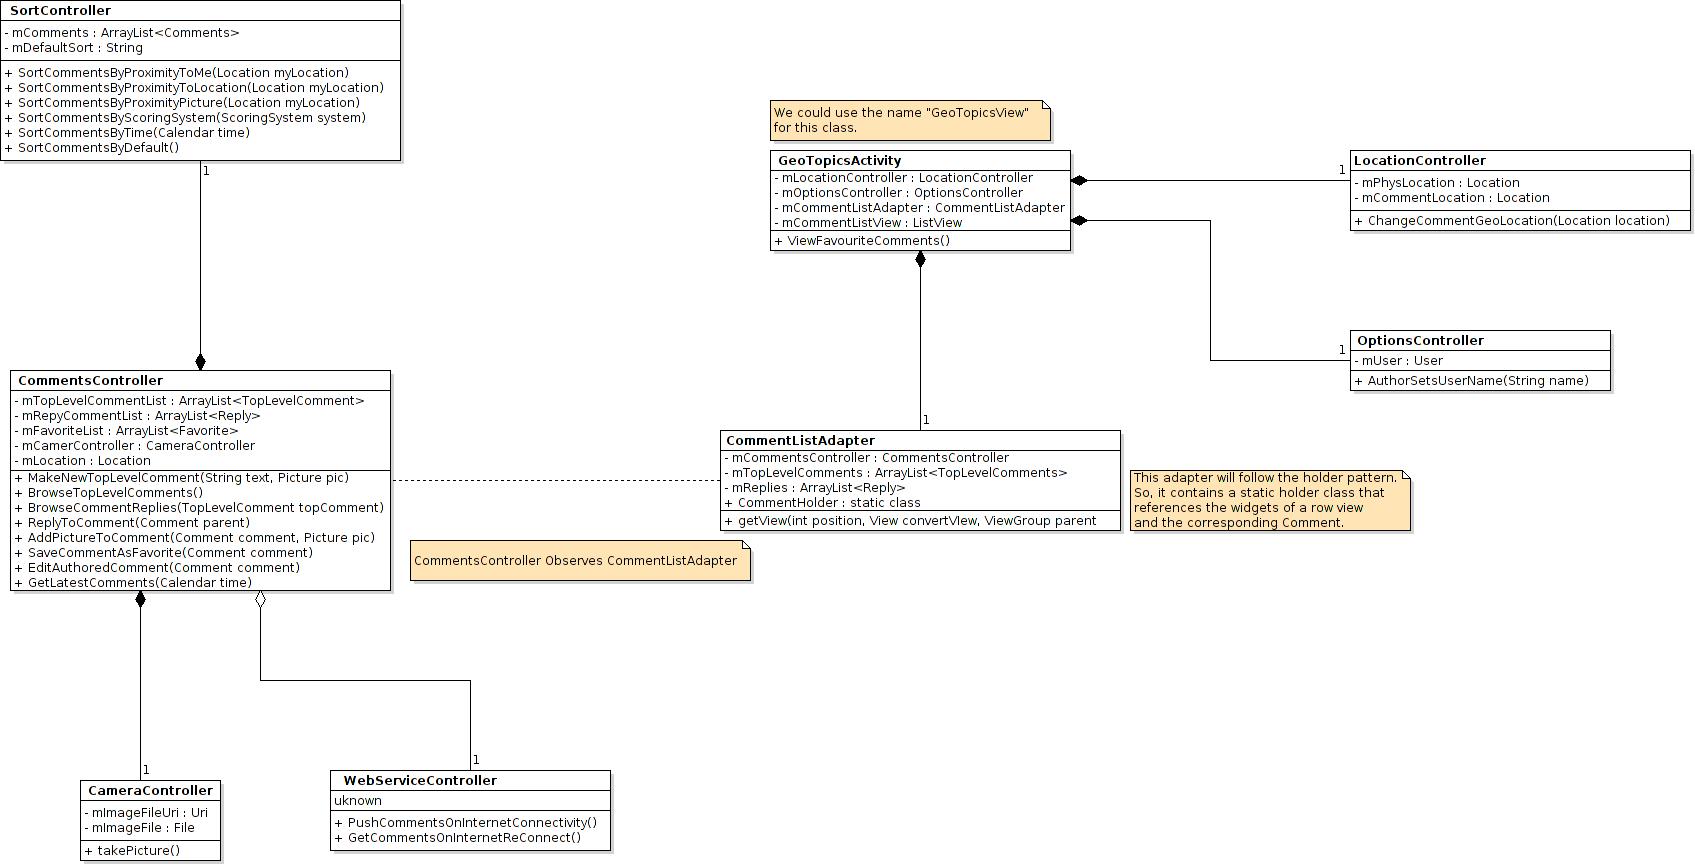 SortController
- mComments : ArrayList<Comments>
- mDefaultSort : String
+ SortCommentsByProximityToMe(Location myLocation)
+ SortCommentsByProximityToLocation(Location myLocation)
+ SortCommentsByProximityPicture(Location myLocation)
+ SortCommentsByScoringSystem(ScoringSystem system)
+ SortCommentsByTime(Calendar time)
+ SortCommentsByDefault()
1
We could use the name "GeoTopicsView"
for this class.
GeoTopicsActivity
- mLocationController : LocationController
- mOptionsController : OptionsController
- mCommentListAdapter : CommentListAdapter
- mCommentListView : ListView
+ ViewFavouriteComments()
1
LocationController
- mPhysLocation : Location
- mCommentLocation : Location
+ ChangeCommentGeoLocation(Location location)
1
OptionsController
- mUser : User
+ AuthorSetsUserName(String name)
CommentsController
- mTopLevelCommentList : ArrayList<TopLevelComment>
- mRepyCommentList : ArrayList<Reply>
- mFavoriteList : ArrayList<Favorite>
- mCamerController : CameraController
- mLocation : Location
+ MakeNewTopLevelComment(String text, Picture pic)
+ BrowseTopLevelComments()
+ BrowseCommentReplies(TopLevelComment topComment)
+ ReplyToComment(Comment parent)
+ AddPictureToComment(Comment comment, Picture pic)
+ SaveCommentAsFavorite(Comment comment)
+ EditAuthoredComment(Comment comment)
+ GetLatestComments(Calendar time)
1
CommentListAdapter
- mCommentsController : CommentsController
- mTopLevelComments : ArrayList<TopLevelComments>
- mReplies : ArrayList<Reply>
+ CommentHolder : static class
+ getView(int position, View convertVIew, ViewGroup parent
This adapter will follow the holder pattern.
So, it contains a static holder class that
references the widgets of a row view
and the corresponding Comment.
CommentsController Observes CommentListAdapter
1
CameraController
- mImageFileUri : Uri
- mImageFile : File
+ takePicture()
1
WebServiceController
uknown
+ PushCommentsOnInternetConnectivity()
+ GetCommentsOnInternetReConnect()